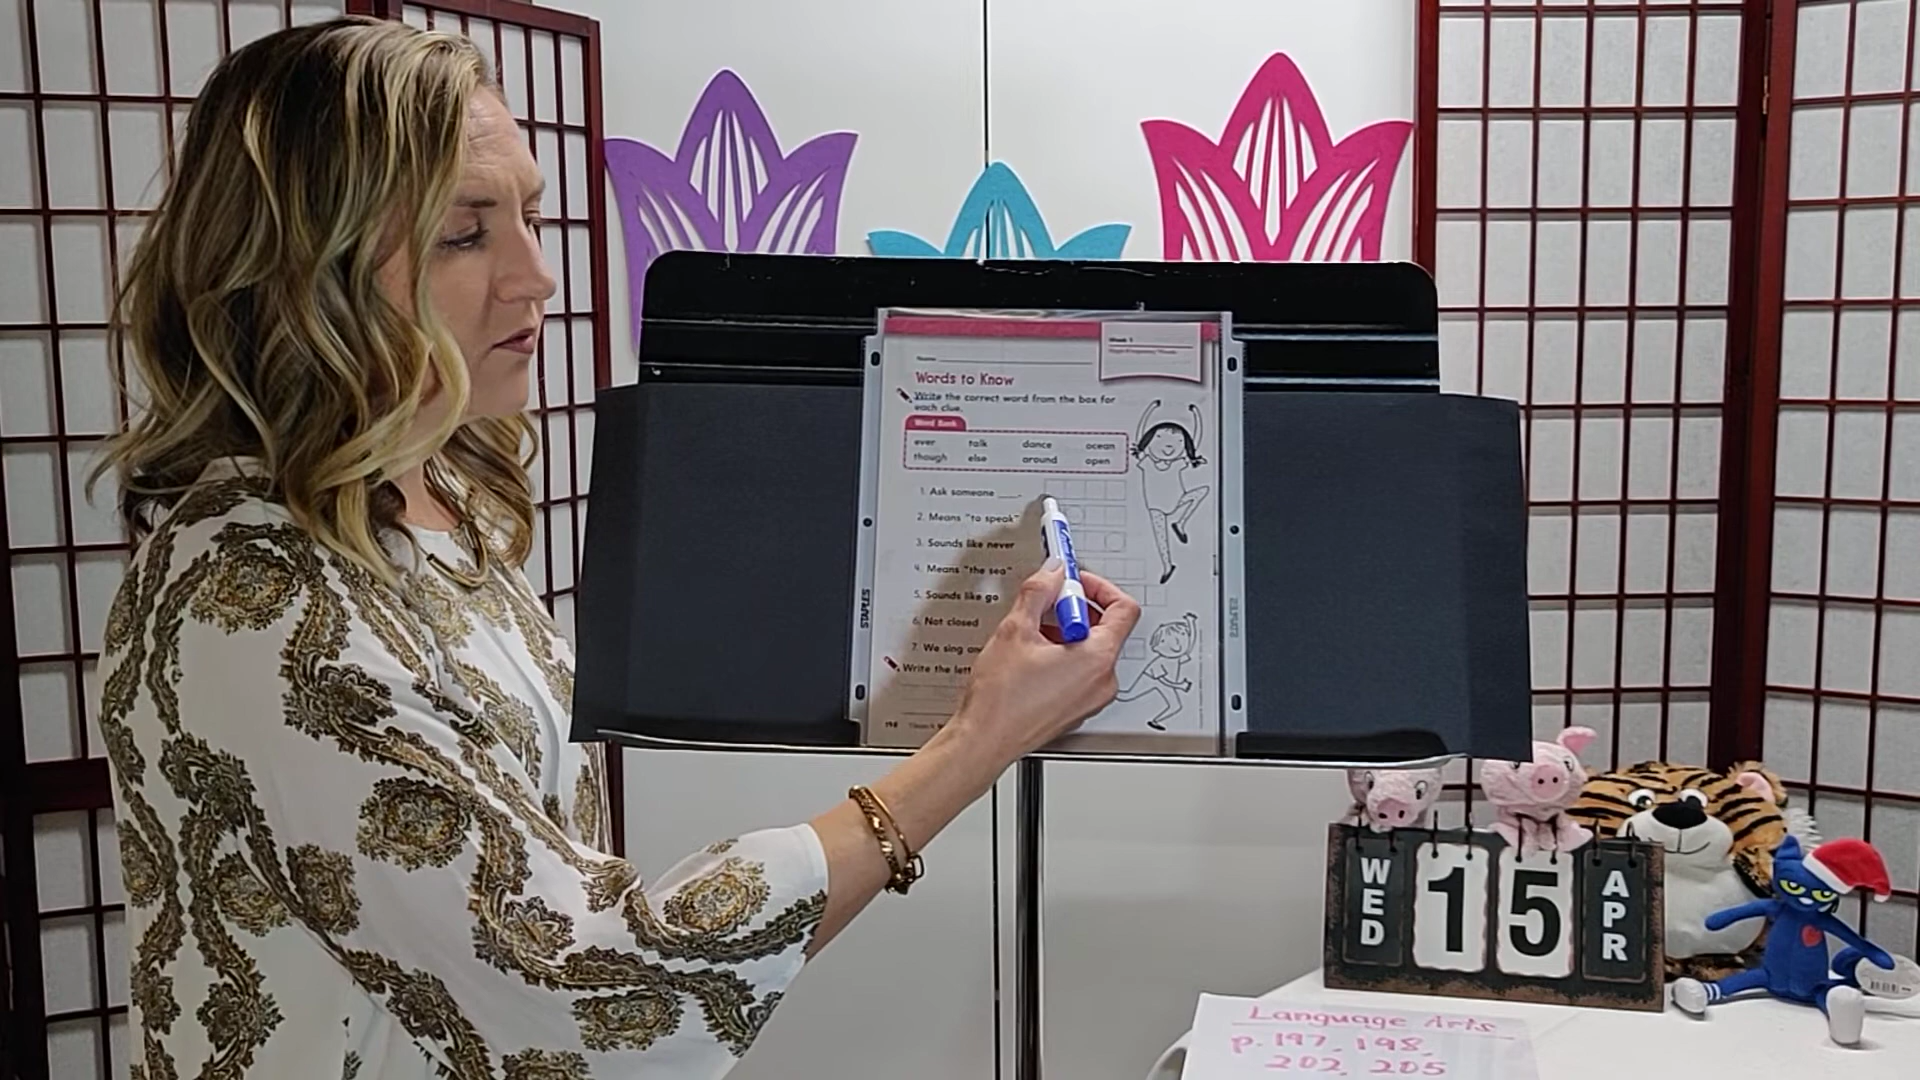 Week 1
Name
Words to Know
Write the correct word from the box for
each clue.
Word Bank
ever talk dance ocean
though else around open
1. Ask someone ___.
2. Means "to speak"
3. Sounds like never
4. Means "the sea"
5. Sounds like go
6. Not closed
7. We sing and
Write the lett
198
STAPLES
STAPLES
WED 15 APR
Language Arts
p. 197, 198,
202, 205